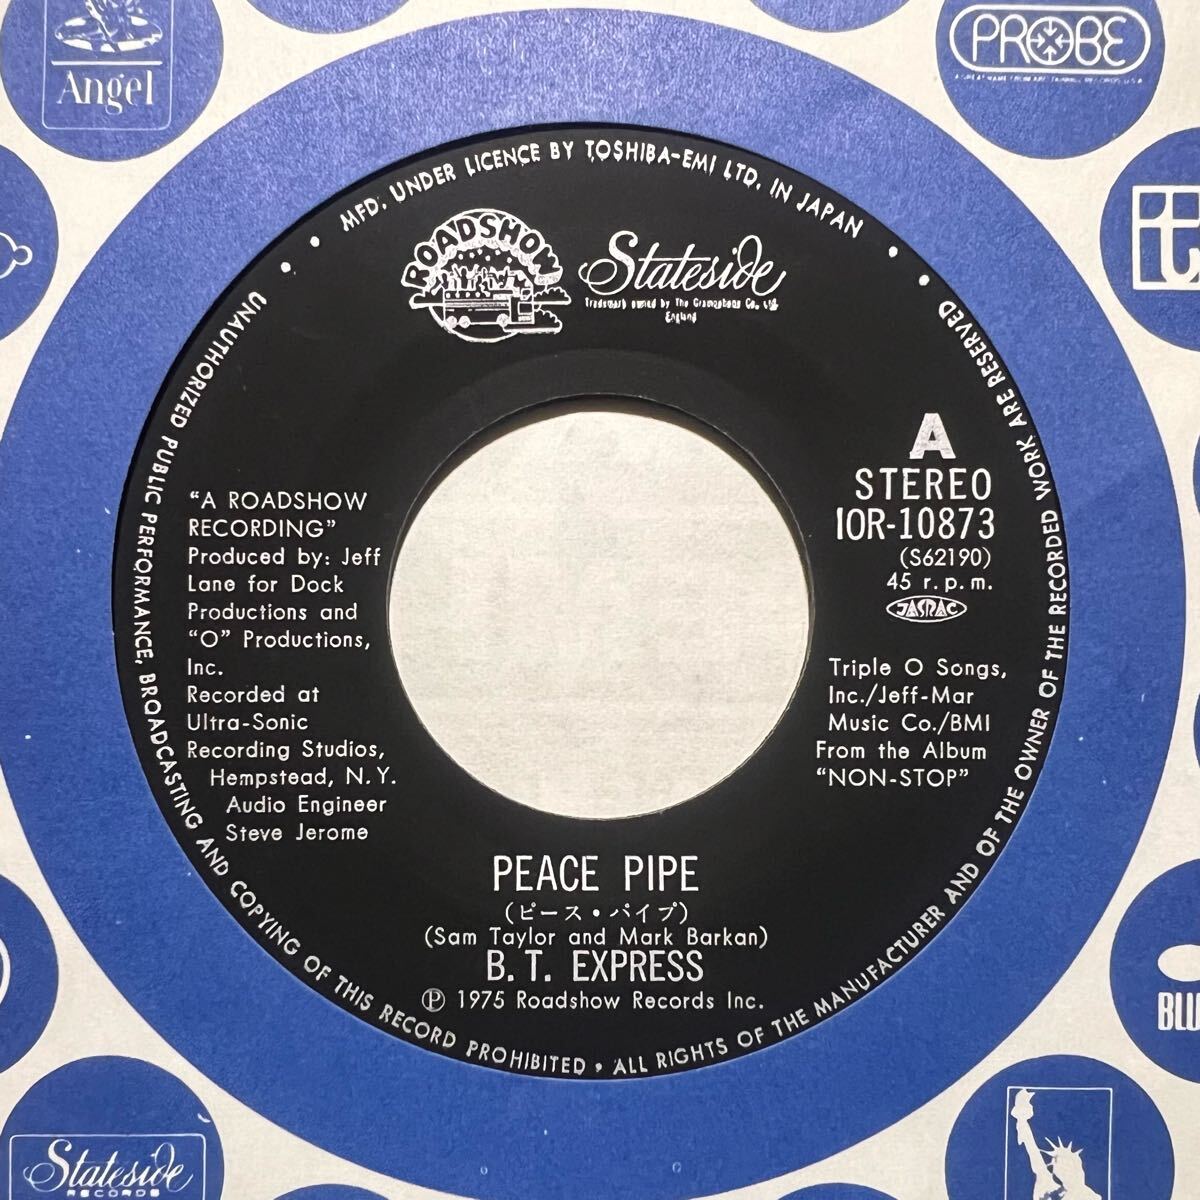 Angel
PROBE
MFD. UNDER LICENCE BY TOSHIBA-EMI LTD. IN JAPAN
ROADSHOW
Stateside
Trademark owned by The Gramophone Co., Ltd.
England
UNAUTHORIZED PUBLIC PERFORMANCE, BROADCASTING AND COPYING OF THIS RECORD PROHIBITED • ALL RIGHTS OF THE MANUFACTURER AND OF THE OWNER OF THE RECORDED WORK ARE RESERVED
A
STEREO
IOR-10873
(S62190)
45 r.p.m.
JASRAC
"A ROADSHOW
RECORDING"
Produced by: Jeff
Lane for Dock
Productions and
"O" Productions,
Inc.
Recorded at
Ultra-Sonic
Recording Studios,
Hempstead, N.Y.
Audio Engineer
Steve Jerome
Triple O Songs,
Inc./Jeff-Mar
Music Co./BMI
From the Album
"NON-STOP"
PEACE PIPE
(ピース・パイプ)
(Sam Taylor and Mark Barkan)
B. T. EXPRESS
Ⓟ 1975 Roadshow Records Inc.
BLU
Stateside
RECORDS